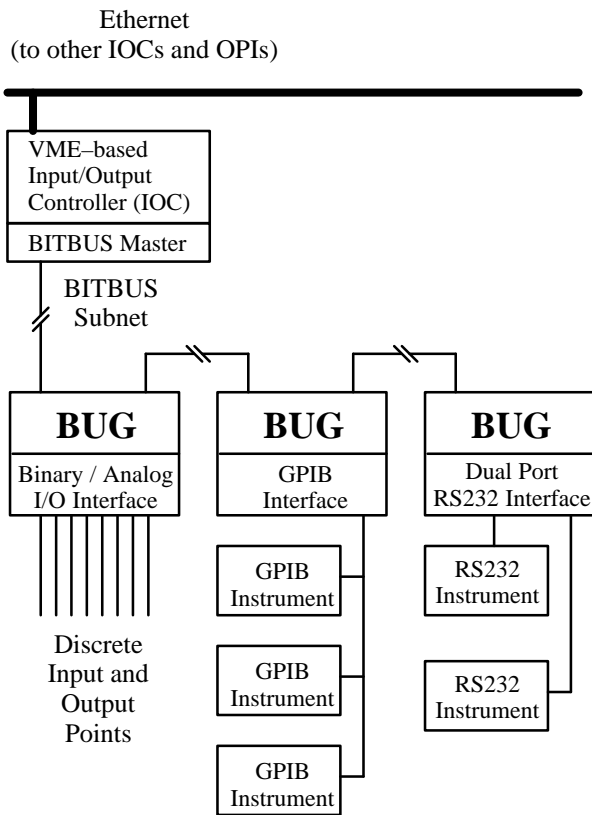 Ethernet
(to other IOCs and OPIs)
VME–based
Input/Output
Controller (IOC)
BITBUS Master
BITBUS
Subnet
BUG
Binary / Analog
I/O Interface
BUG
GPIB
Interface
BUG
Dual Port
RS232 Interface
Discrete
Input and
Output
Points
GPIB
Instrument
GPIB
Instrument
GPIB
Instrument
RS232
Instrument
RS232
Instrument